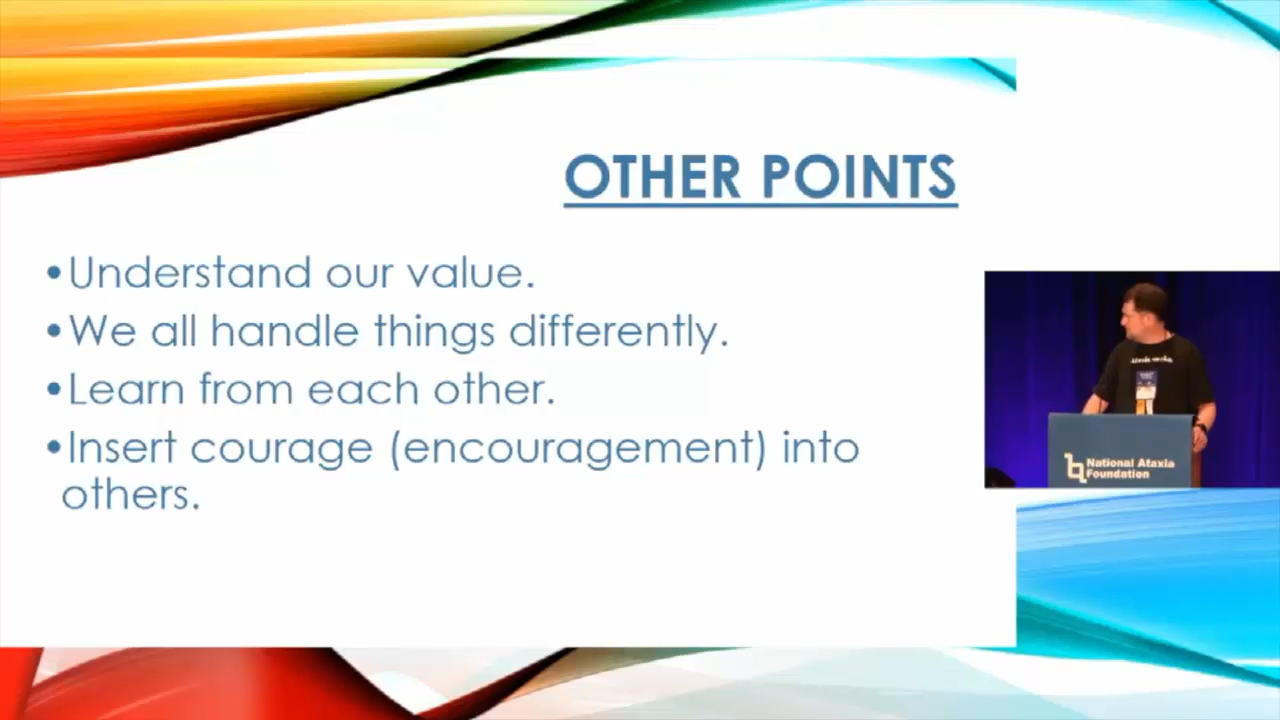 OTHER POINTS
•Understand our value.
•We all handle things differently.
•Learn from each other.
•Insert courage (encouragement) into
others.
National Ataxia
Foundation